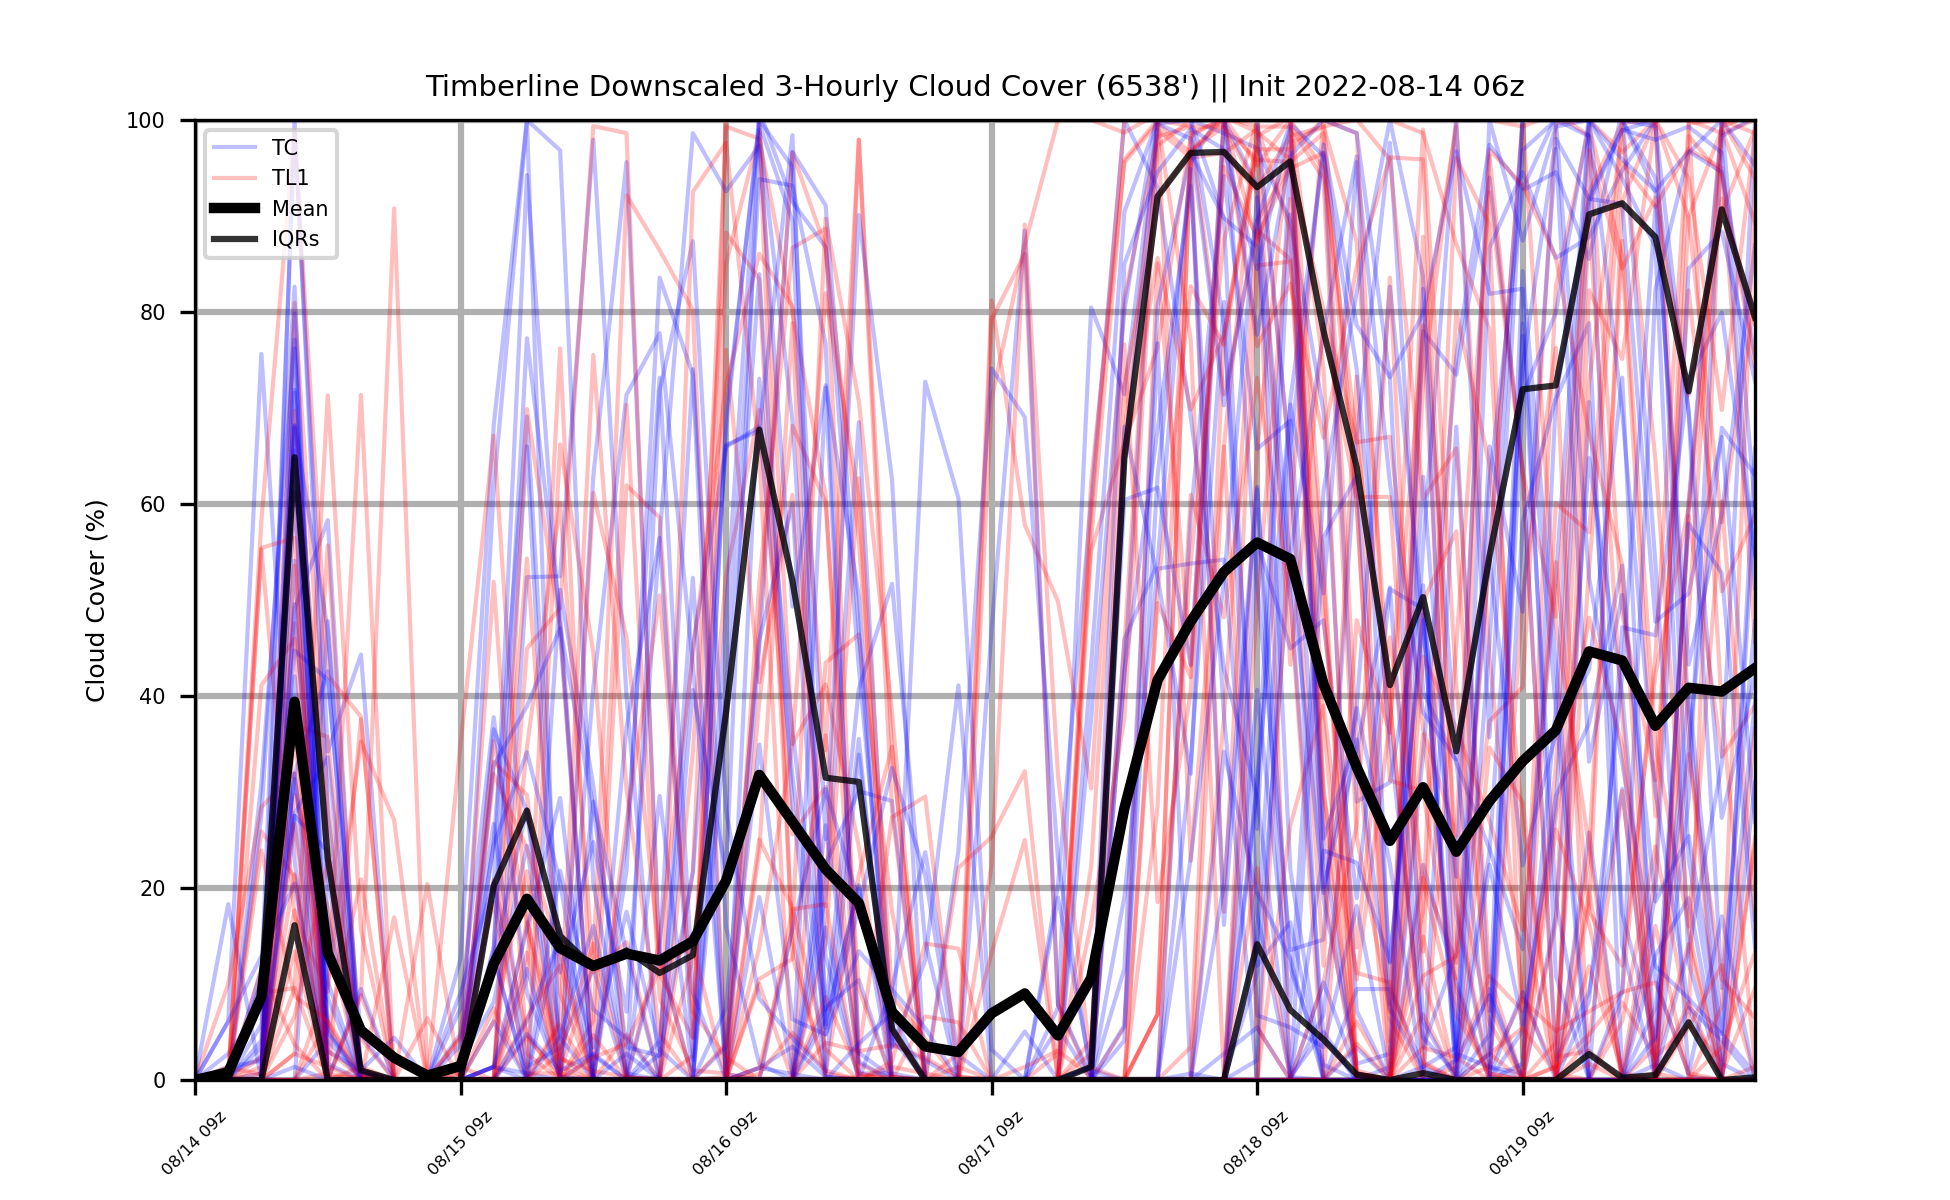 Timberline Downscaled 3-Hourly Cloud Cover (6538') || Init 2022-08-14 06z
100
80
60
40
20
0
Cloud Cover (%)
TC
TL1
Mean
IQRs
08/14 09z
08/15 09z
08/16 09z
08/17 09z
08/18 09z
08/19 09z